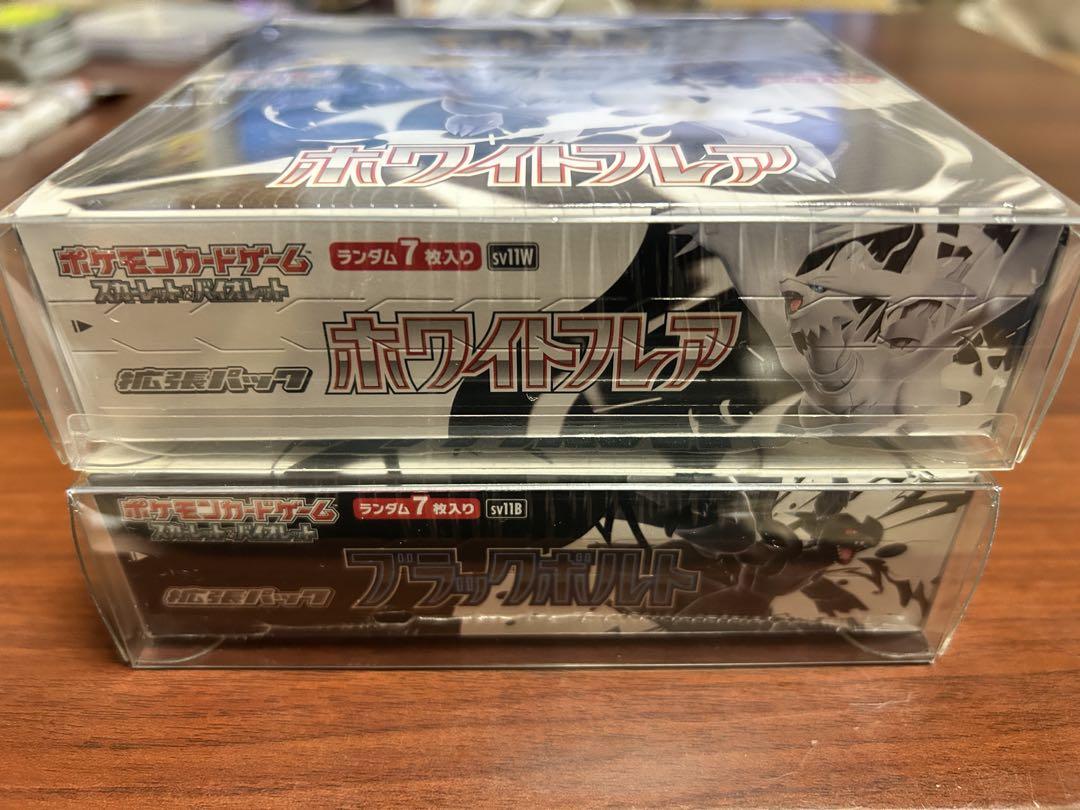 ホワイトフレア
ポケモンカードゲーム
スカーレット&バイオレット
ランダム7枚入り
sv11W
拡張パック
ホワイトフレア
ポケモンカードゲーム
スカーレット&バイオレット
ランダム7枚入り
sv11B
拡張パック
ブラックボルト